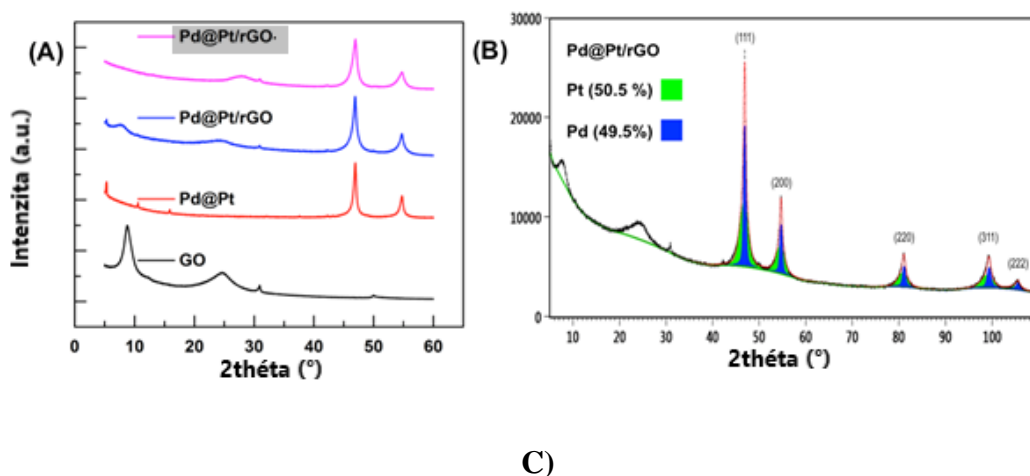 (A)
Pd@Pt/rGO·
Pd@Pt/rGO
Pd@Pt
GO
Intenzita (a.u.)
0 10 20 30 40 50 60
2théta (°)
(B)
30000
20000
10000
0
Pd@Pt/rGO
Pt (50.5 %)
Pd (49.5%)
(111)
(200)
(220)
(311)
(222)
10 20 30 40 50 60 70 80 90 100
2théta (°)
C)